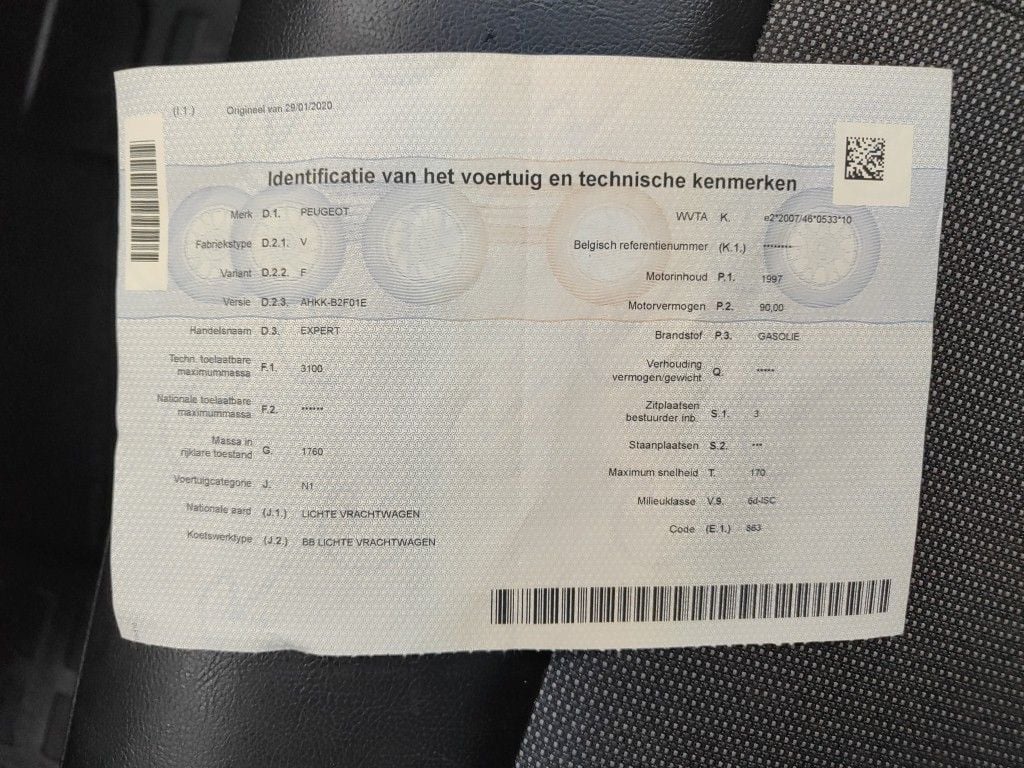 (I.1.) Origineel van 29/01/2020
Identificatie van het voertuig en technische kenmerken
Merk D.1. PEUGEOT
Fabriekstype D.2.1. V
Variant D.2.2. F
Versie D.2.3. AHKK-B2F01E
Handelsnaam D.3. EXPERT
Techn. toelaatbare
maximummassa F.1. 3100
Nationale toelaatbare
maximummassa F.2. ******
Massa in
rijklare toestand G. 1760
Voertuigcategorie J. N1
Nationale aard (J.1.) LICHTE VRACHTWAGEN
Koetswerktype (J.2.) BB LICHTE VRACHTWAGEN
WVTA K. e2*2007/46*0533*10
Belgisch referentienummer (K.1.) ********
Motorinhoud P.1. 1997
Motorvermogen P.2. 90,00
Brandstof P.3. GASOLIE
Verhouding
vermogen/gewicht Q. *****
Zitplaatsen
bestuurder inb. S.1. 3
Staanplaatsen S.2. ***
Maximum snelheid T. 170
Milieuklasse V.9. 6d-ISC
Code (E.1.) 863